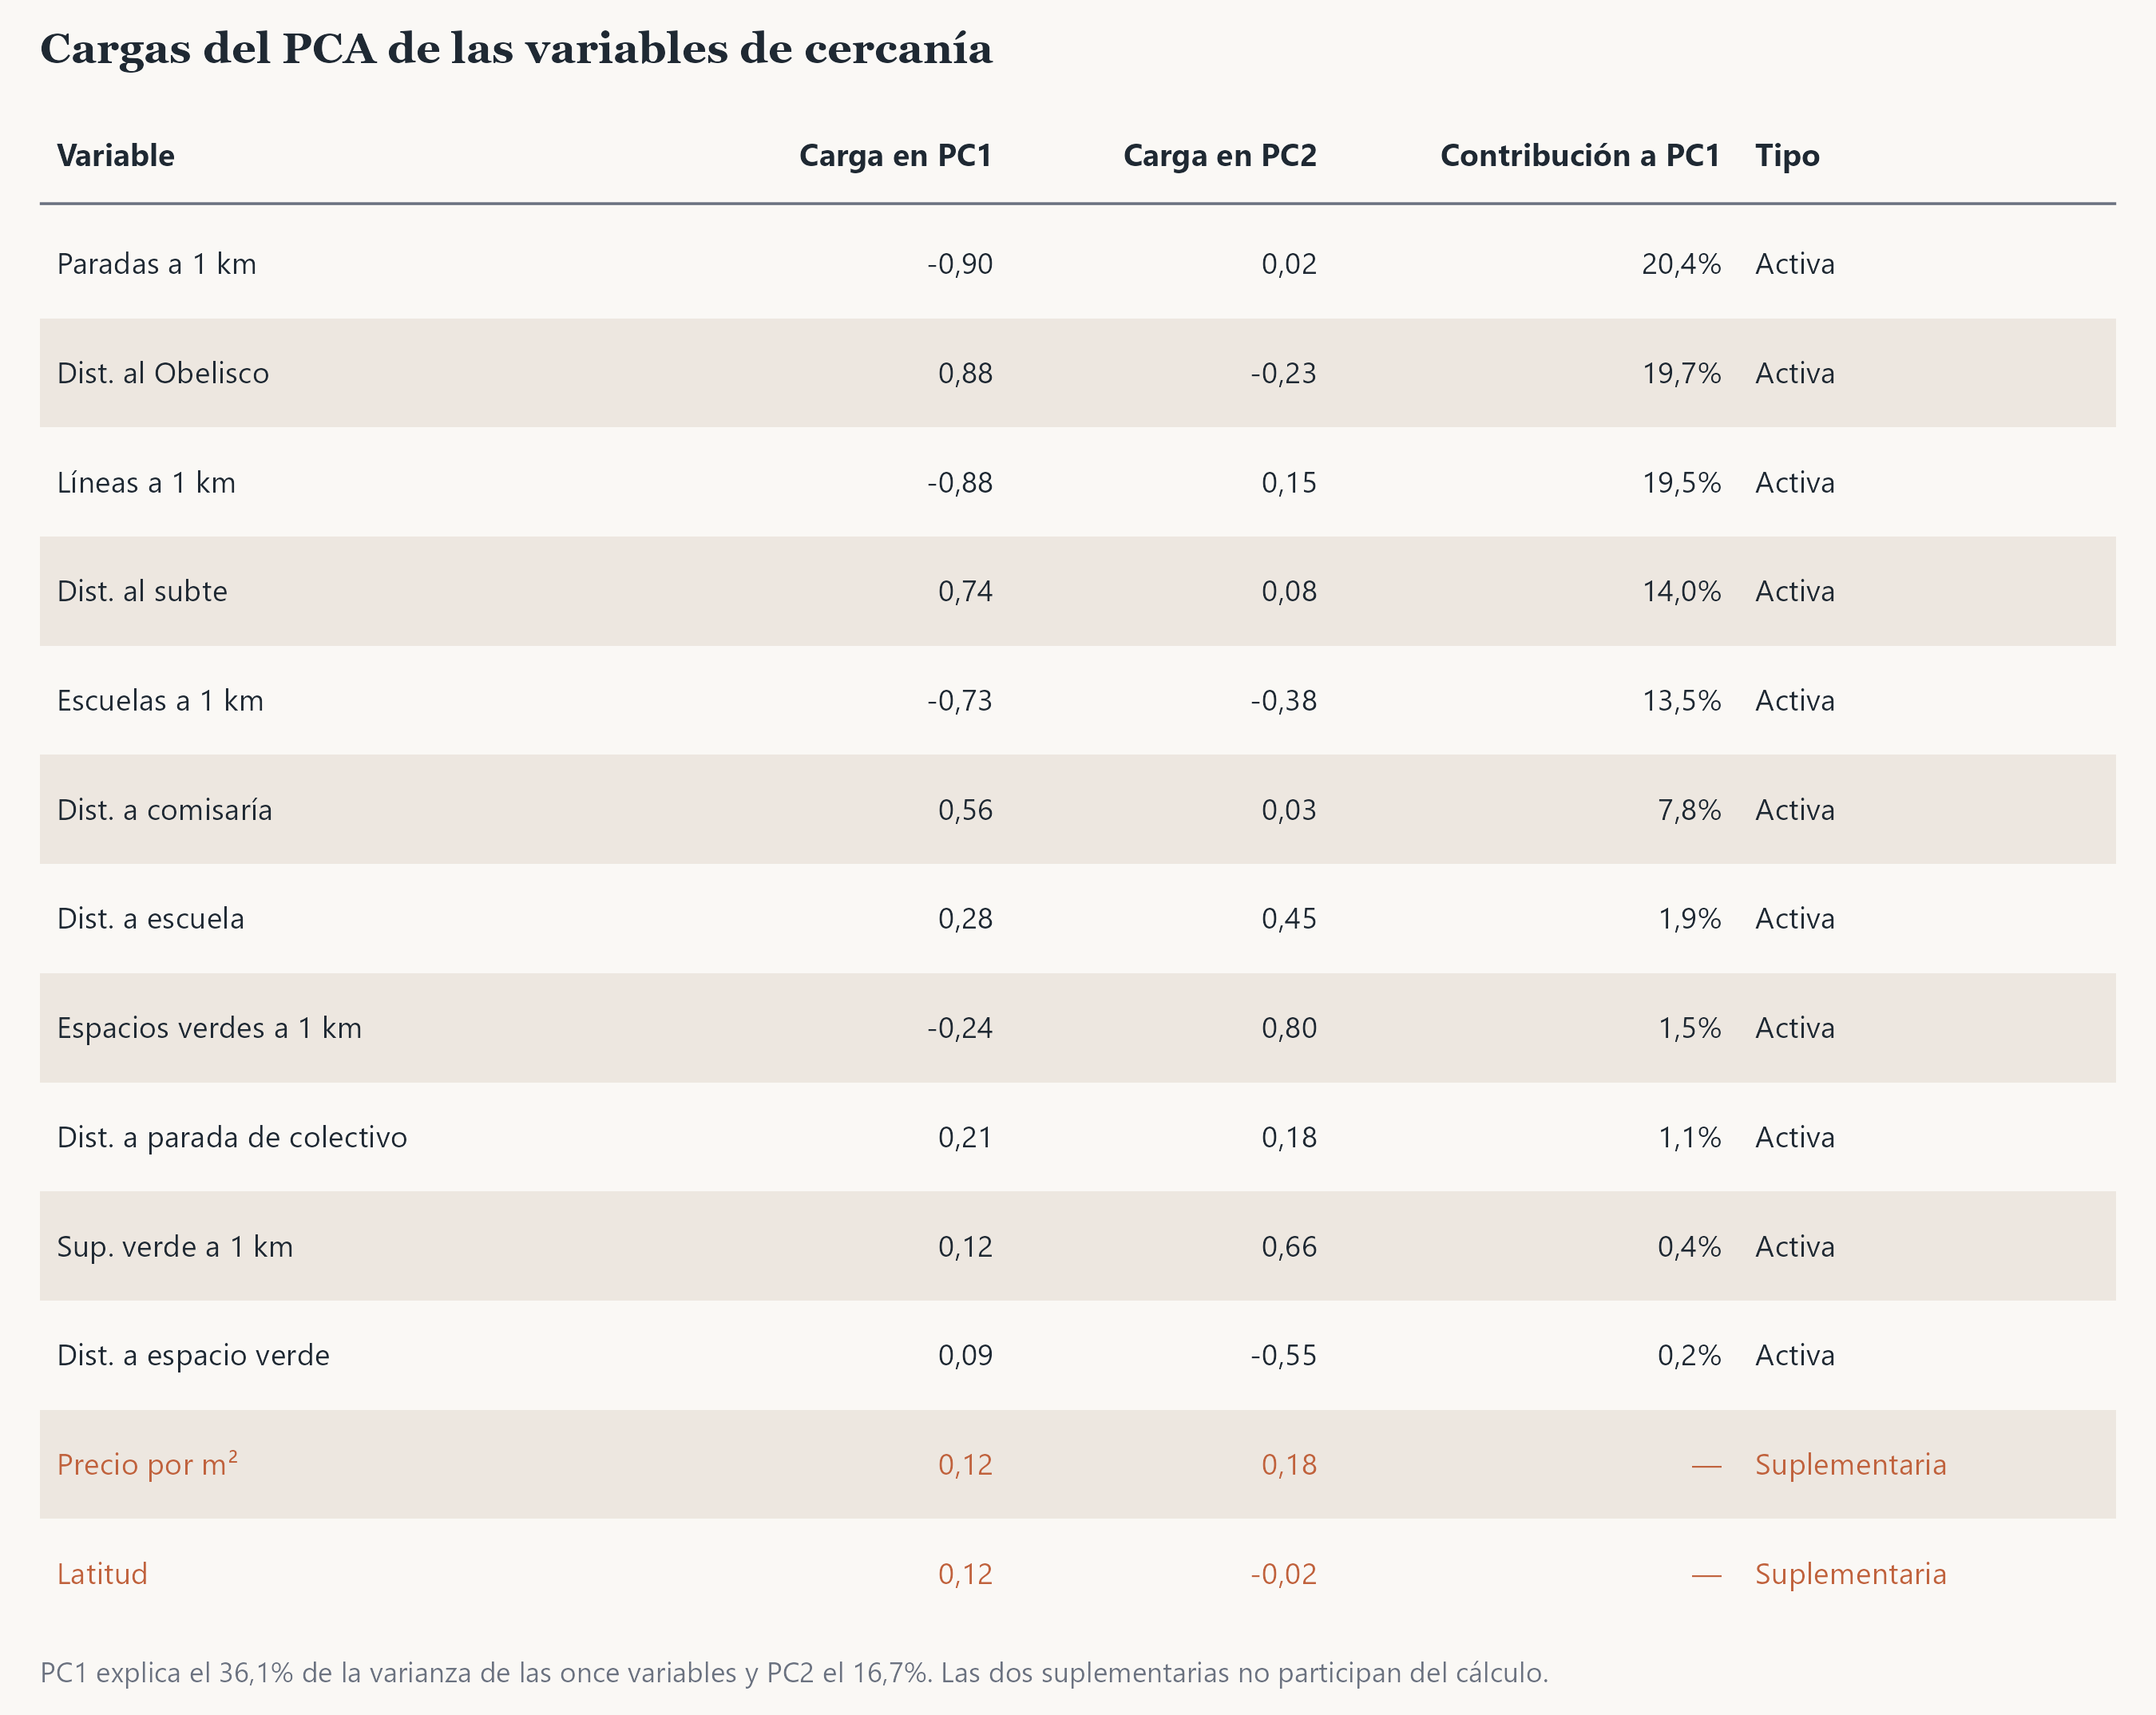 Cargas del PCA de las variables de cercanía
Variable Carga en PC1 Carga en PC2 Contribución a PC1 Tipo
Paradas a 1 km -0,90 0,02 20,4% Activa
Dist. al Obelisco 0,88 -0,23 19,7% Activa
Líneas a 1 km -0,88 0,15 19,5% Activa
Dist. al subte 0,74 0,08 14,0% Activa
Escuelas a 1 km -0,73 -0,38 13,5% Activa
Dist. a comisaría 0,56 0,03 7,8% Activa
Dist. a escuela 0,28 0,45 1,9% Activa
Espacios verdes a 1 km -0,24 0,80 1,5% Activa
Dist. a parada de colectivo 0,21 0,18 1,1% Activa
Sup. verde a 1 km 0,12 0,66 0,4% Activa
Dist. a espacio verde 0,09 -0,55 0,2% Activa
Precio por m² 0,12 0,18 — Suplementaria
Latitud 0,12 -0,02 — Suplementaria
PC1 explica el 36,1% de la varianza de las once variables y PC2 el 16,7%. Las dos suplementarias no participan del cálculo.